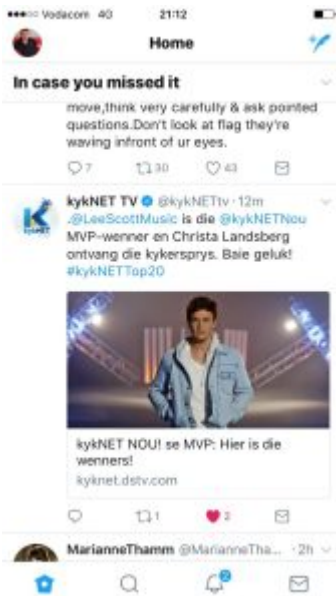 Vodacom 4G 21:12
Home
In case you missed it
move,think very carefully & ask pointed
questions.Don't look at flag they're
waving infront of ur eyes.
7 30 43
kykNET TV @kykNETtv · 12m
.@LeeScottMusic is die @kykNETNou
MVP-wenner en Christa Landsberg
ontvang die kykersprys. Baie geluk!
#kykNETTop20
kykNET NOU! se MVP: Hier is die
wenners!
kyknet.dstv.com
1 2
MarianneThamm @MarianneTha... · 2h